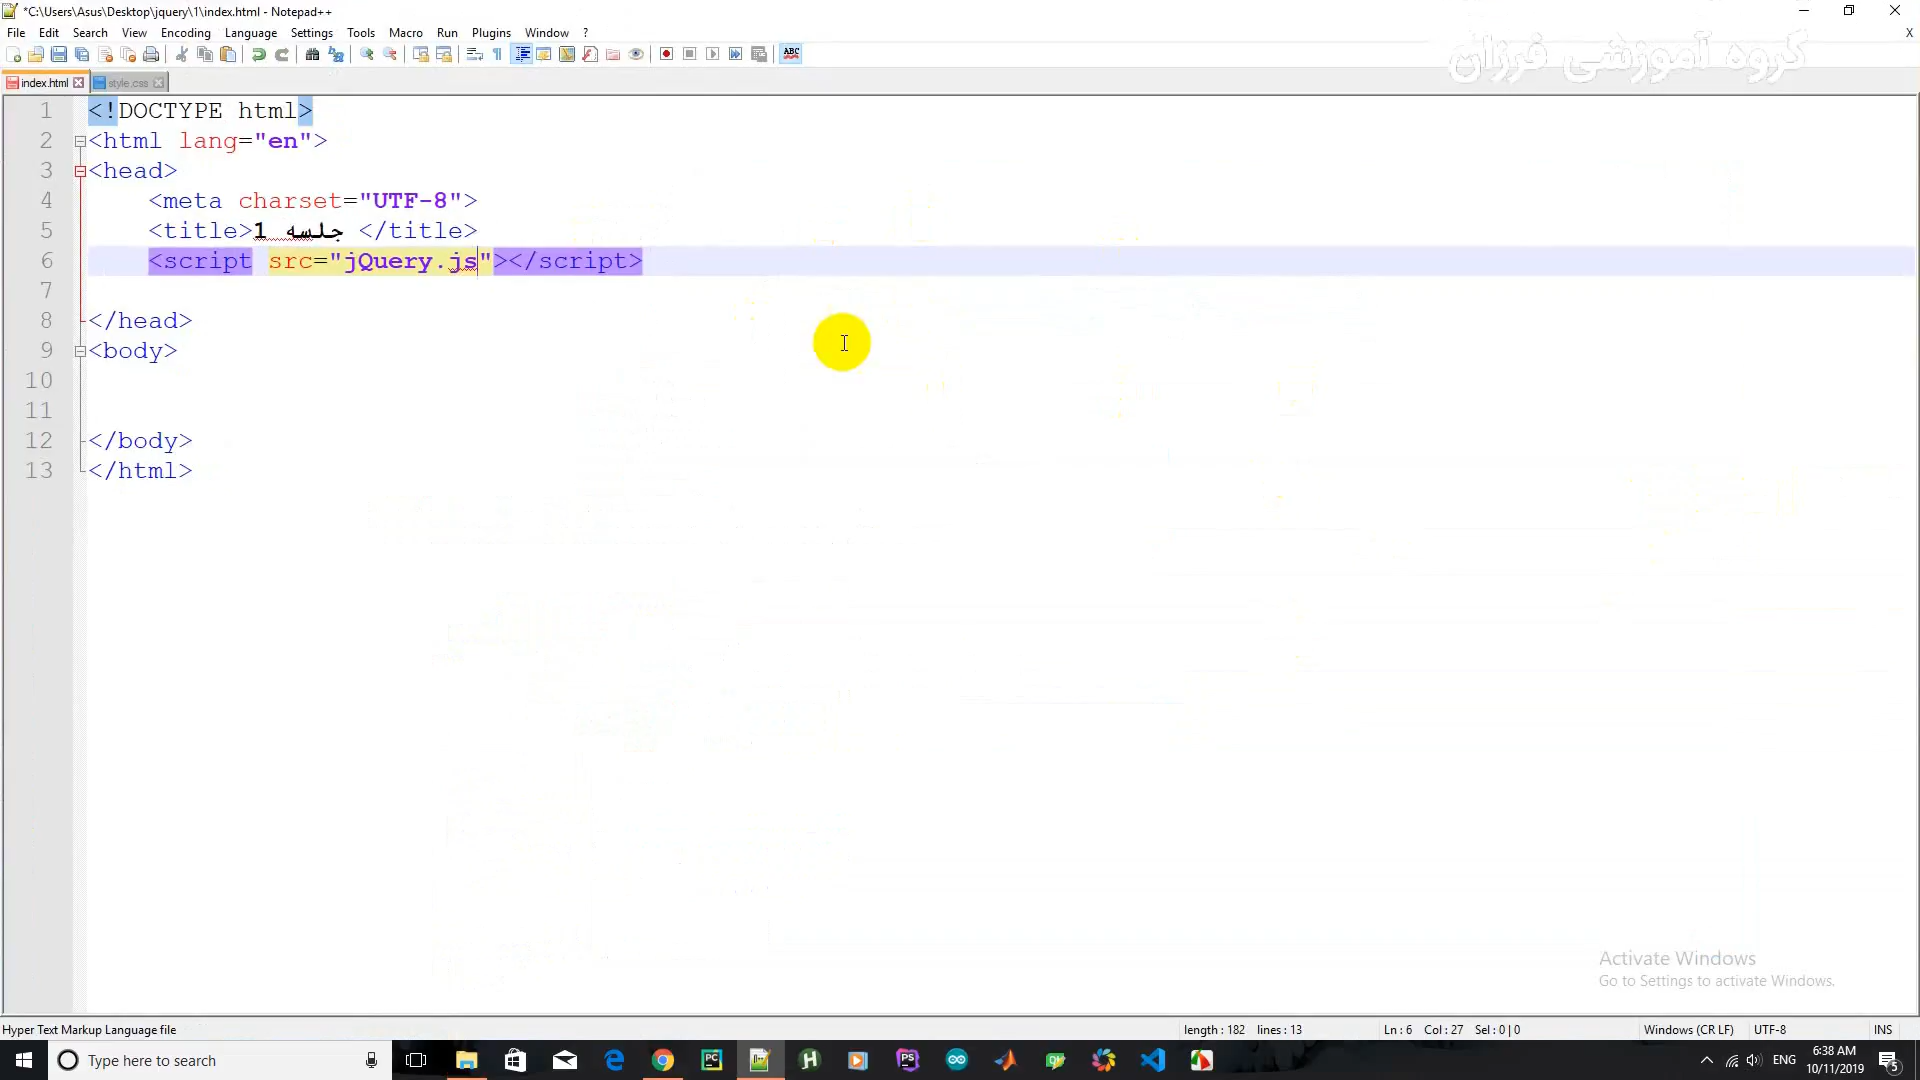 *C:\Users\Asus\Desktop\jquery\1\index.html - Notepad++
File Edit Search View Encoding Language Settings Tools Macro Run Plugins Window ? X
ABC
گروه آموزشی فرزان
index.html style.css
1 <!DOCTYPE html>
2 <html lang="en">
3 <head>
4 <meta charset="UTF-8">
5 <title>1 جلسه </title>
6 <script src="jQuery.js"></script>
7
8 </head>
9 <body>
10
11
12 </body>
13 </html>
Activate Windows
Go to Settings to activate Windows.
Hyper Text Markup Language file length : 182 lines : 13 Ln : 6 Col : 27 Sel : 0 | 0 Windows (CR LF) UTF-8 INS
Type here to search
ENG
6:38 AM
10/11/2019
5